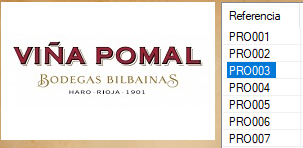 VIÑA POMAL
BODEGAS BILBAINAS
HARO-RIOJA-1901
Referencia
PRO001
PRO002
PRO003
PRO004
PRO005
PRO006
PRO007